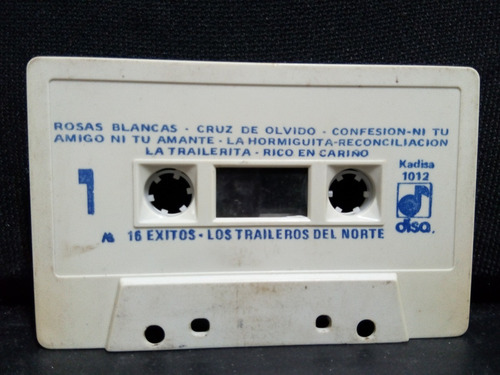 ROSAS BLANCAS - CRUZ DE OLVIDO - CONFESION-NI TU
AMIGO NI TU AMANTE - LA HORMIGUITA-RECONCILIACION
LA TRAILERITA - RICO EN CARIÑO
Kadisa
1012
1
disa.
16 EXITOS - LOS TRAILEROS DEL NORTE